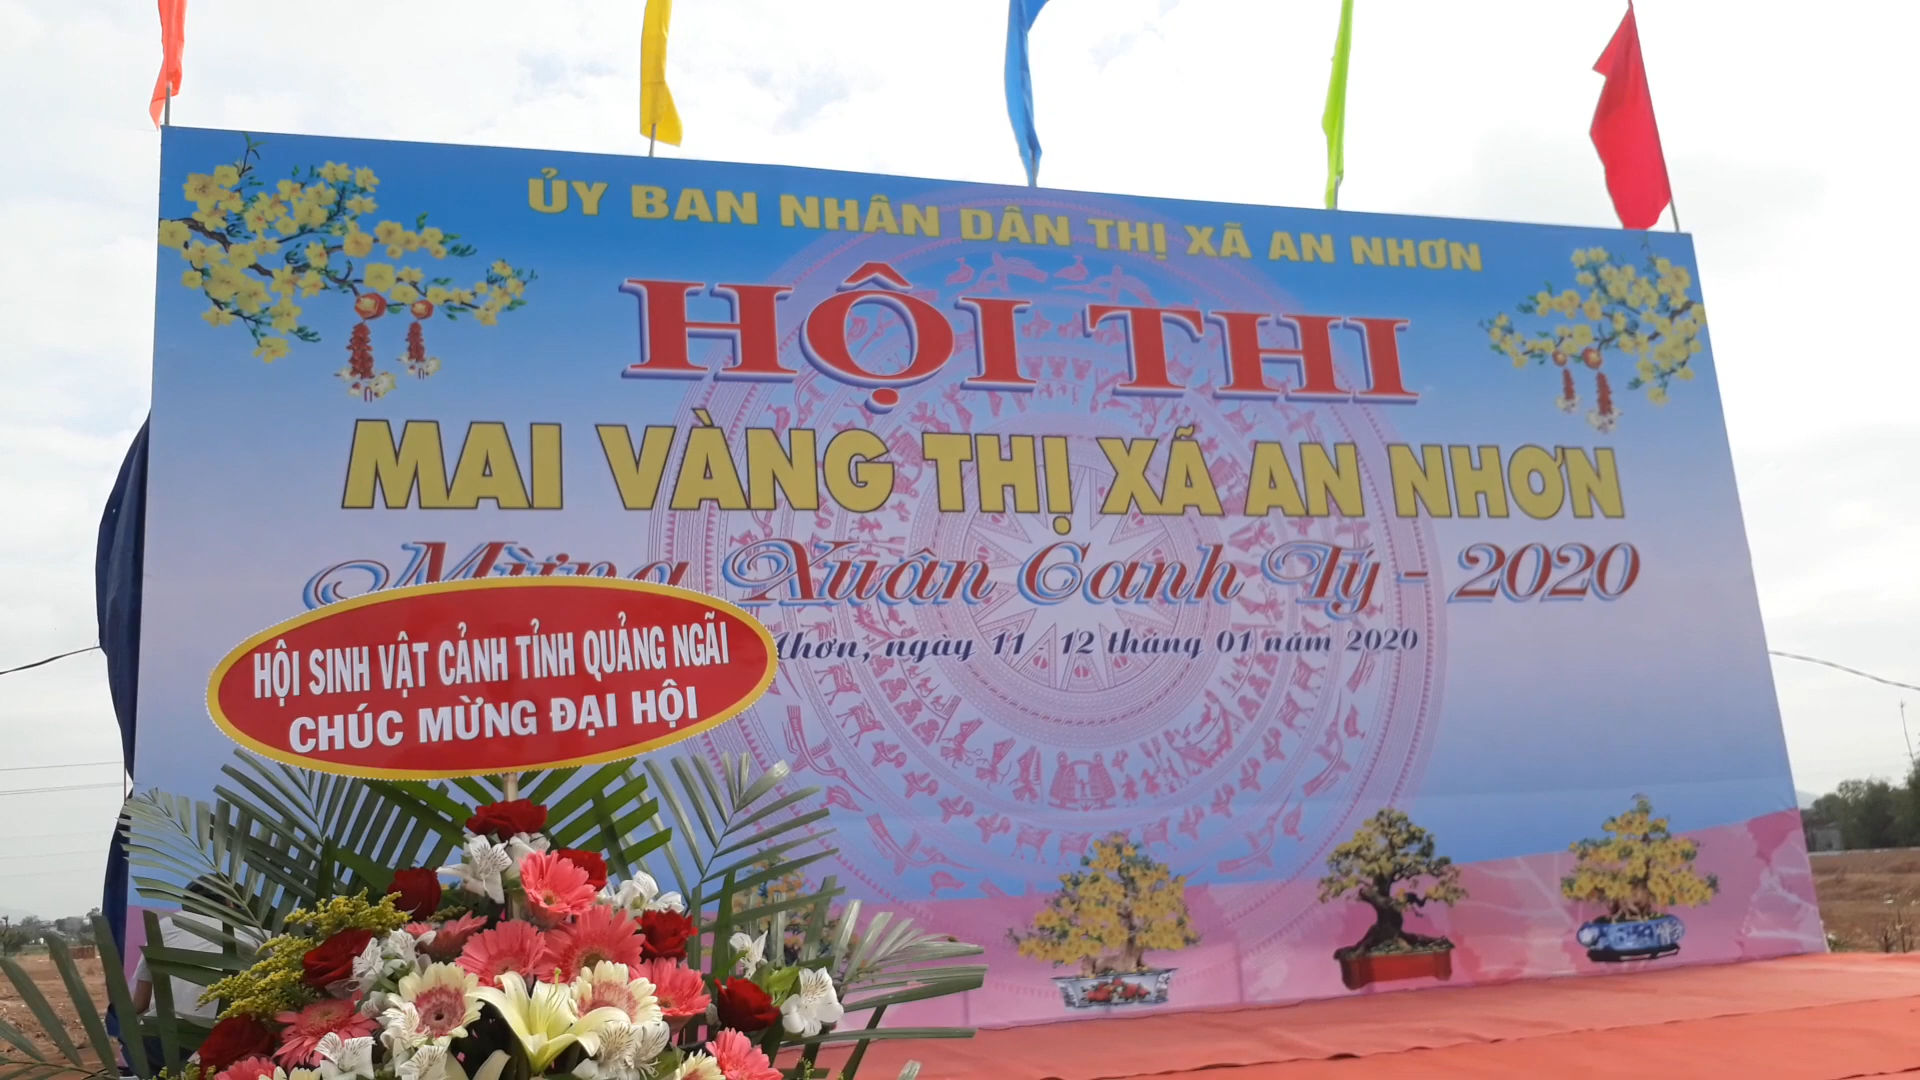 ỦY BAN NHÂN DÂN THỊ XÃ AN NHƠN
HỘI THI
MAI VÀNG THỊ XÃ AN NHƠN
Mừng Xuân Canh Tý - 2020
Nhơn, ngày 11 - 12 tháng 01 năm 2020
HỘI SINH VẬT CẢNH TỈNH QUẢNG NGÃI
CHÚC MỪNG ĐẠI HỘI